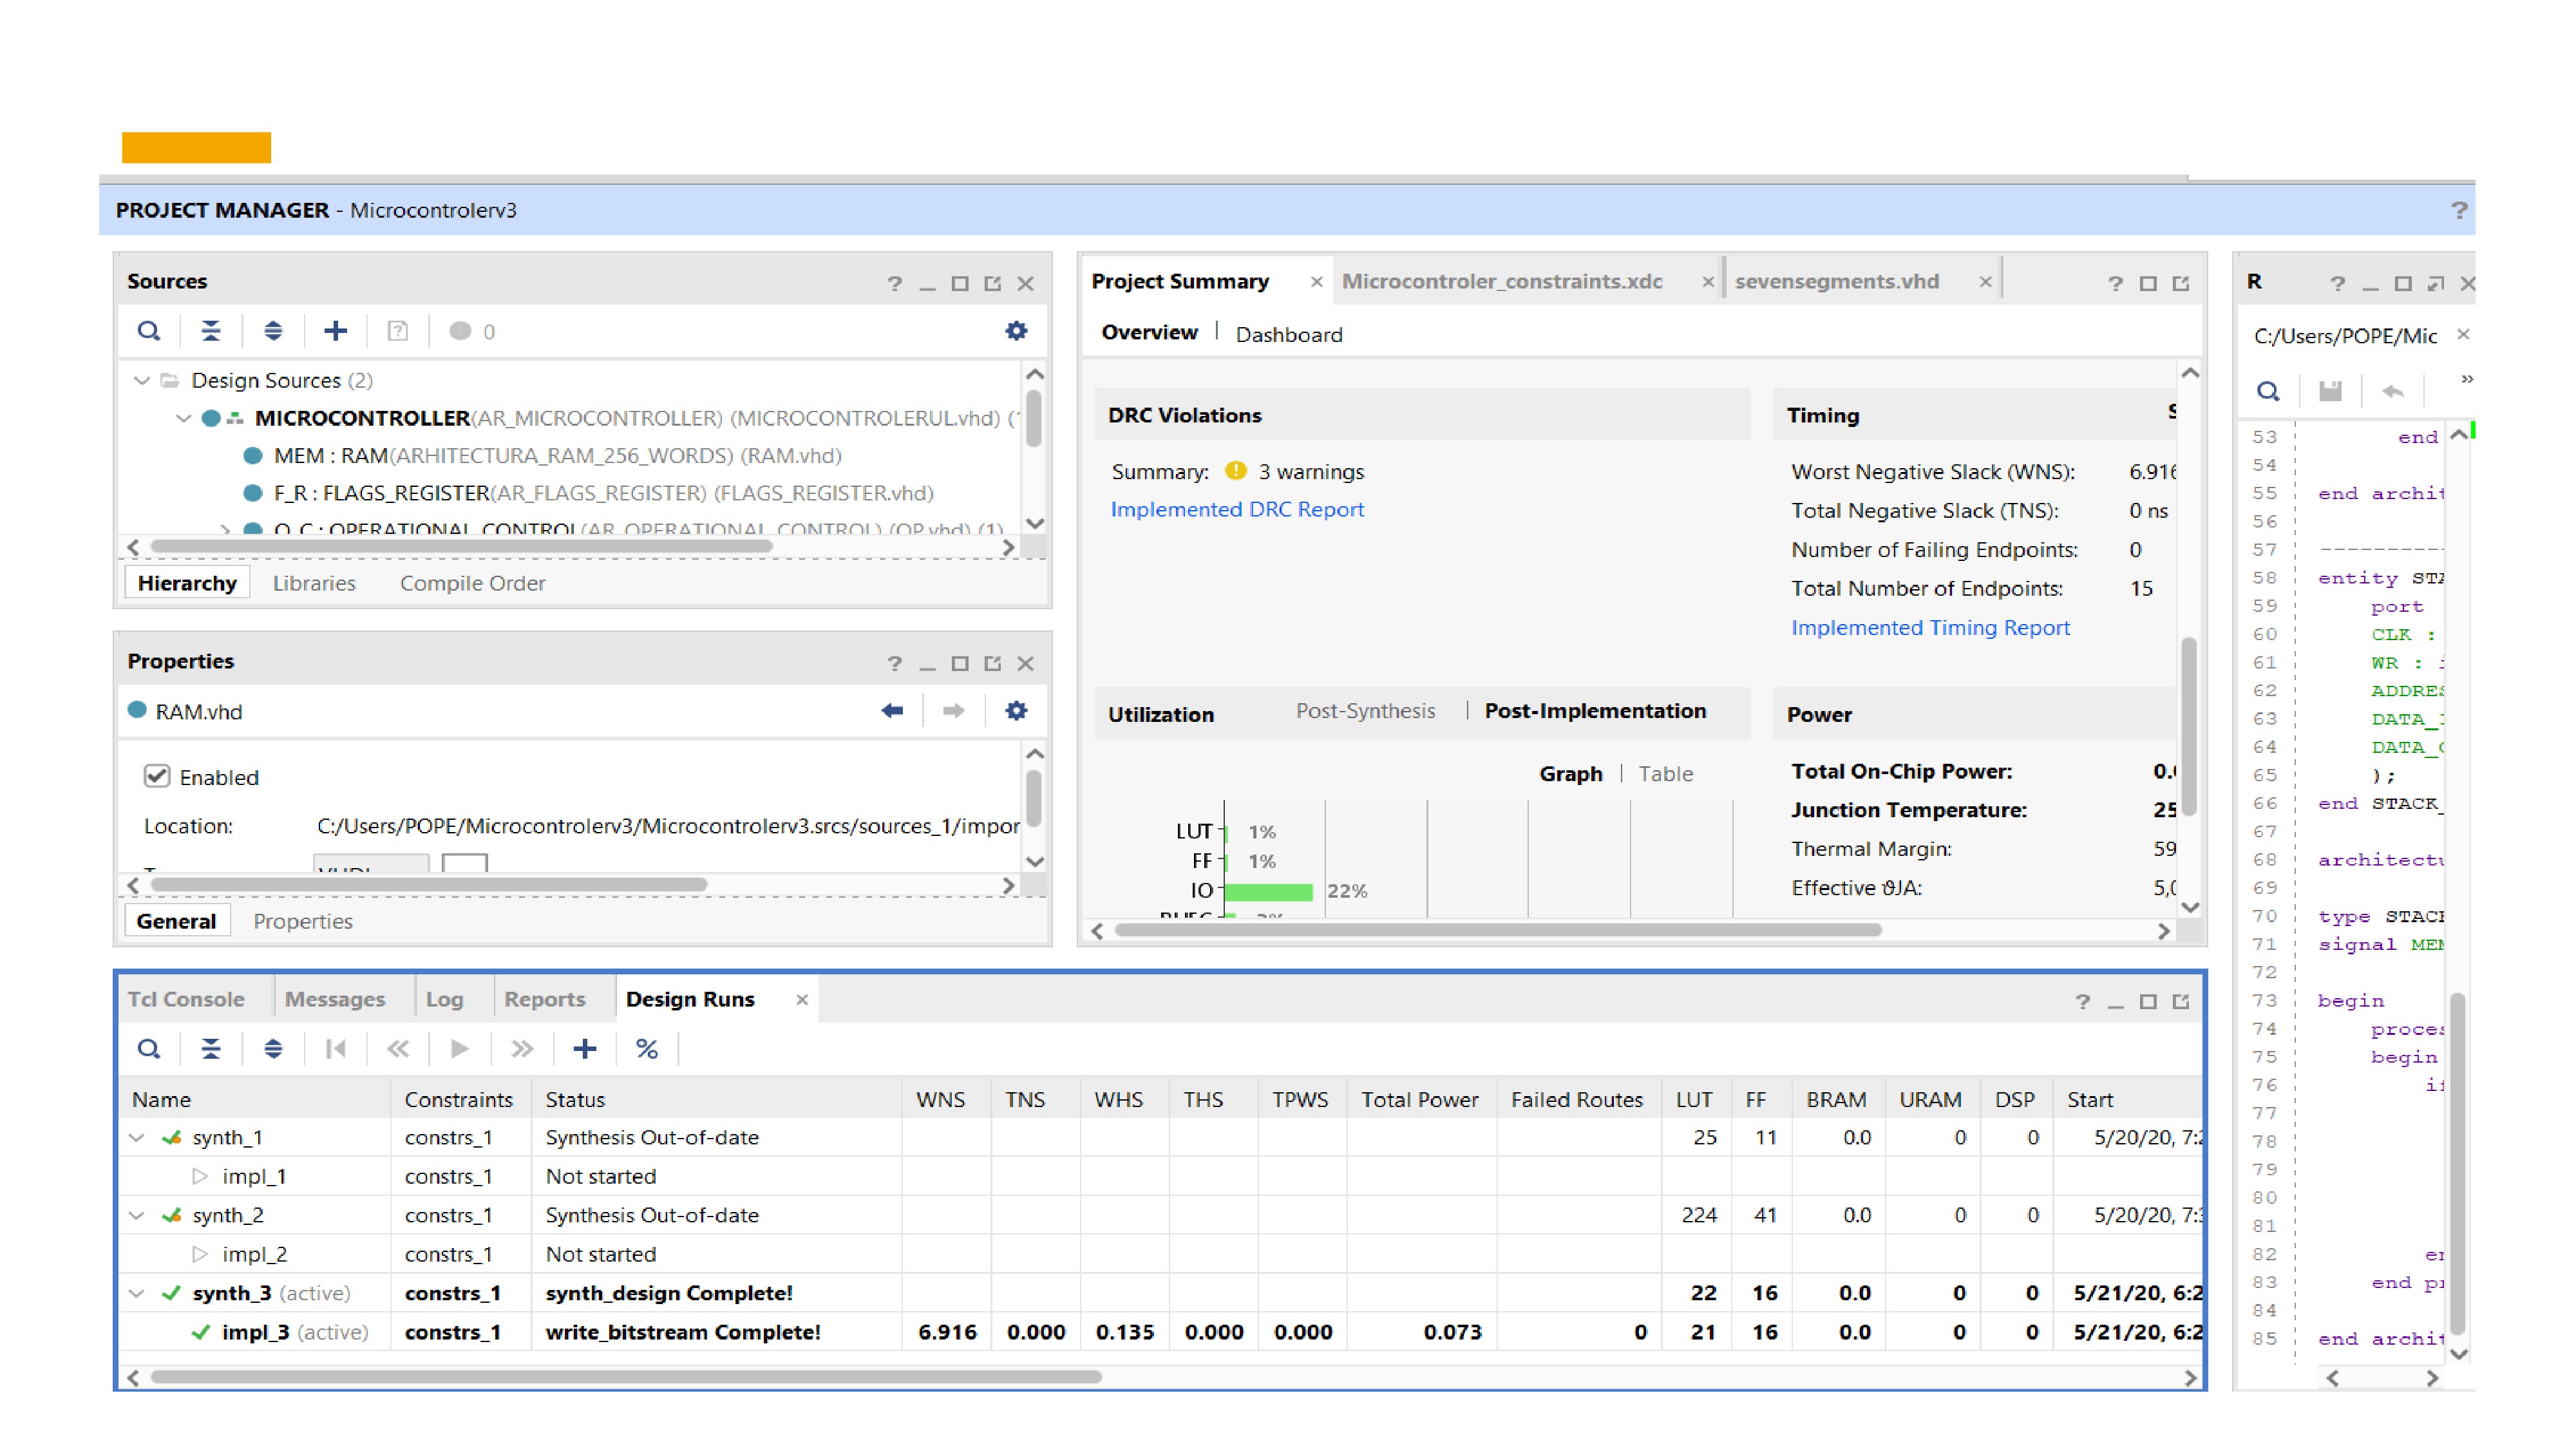 PROJECT MANAGER - Microcontrolerv3
?
Sources
?
0
Design Sources (2)
MICROCONTROLLER(AR_MICROCONTROLLER) (MICROCONTROLERUL.vhd) (
MEM : RAM(ARHITECTURA_RAM_256_WORDS) (RAM.vhd)
F_R : FLAGS_REGISTER(AR_FLAGS_REGISTER) (FLAGS_REGISTER.vhd)
O_C : OPERATIONAL_CONTROL(AR_OPERATIONAL_CONTROL) (OP.vhd) (1)
Hierarchy Libraries Compile Order
Properties
?
RAM.vhd
Enabled
Location: C:/Users/POPE/Microcontrolerv3/Microcontrolerv3.srcs/sources_1/impor
General Properties
Project Summary Microcontroler_constraints.xdc sevensegments.vhd
?
Overview | Dashboard
DRC Violations
Summary: 3 warnings
Implemented DRC Report
Timing
Worst Negative Slack (WNS): 6.916
Total Negative Slack (TNS): 0 ns
Number of Failing Endpoints: 0
Total Number of Endpoints: 15
Implemented Timing Report
Utilization Post-Synthesis | Post-Implementation
Graph | Table
LUT 1%
FF 1%
IO 22%
Power
Total On-Chip Power: 0.
Junction Temperature: 25
Thermal Margin: 59
Effective ϑJA: 5,
R
?
C:/Users/POPE/Mic
»
53 end
54
55 end archit
56
57 ----------
58 entity STA
59 port
60 CLK :
61 WR :
62 ADDRES
63 DATA_
64 DATA_
65 );
66 end STACK_
67
68 architectu
69
70 type STACK
71 signal MEM
72
73 begin
74 proces
75 begin
76 if
77
78
79
80
81
82 en
83 end pr
84
85 end archit
Tcl Console Messages Log Reports Design Runs
?
%
Name Constraints Status WNS TNS WHS THS TPWS Total Power Failed Routes LUT FF BRAM URAM DSP Start
synth_1 constrs_1 Synthesis Out-of-date 25 11 0.0 0 0 5/20/20, 7:2
impl_1 constrs_1 Not started
synth_2 constrs_1 Synthesis Out-of-date 224 41 0.0 0 0 5/20/20, 7:3
impl_2 constrs_1 Not started
synth_3 (active) constrs_1 synth_design Complete! 22 16 0.0 0 0 5/21/20, 6:2
impl_3 (active) constrs_1 write_bitstream Complete! 6.916 0.000 0.135 0.000 0.000 0.073 0 21 16 0.0 0 0 5/21/20, 6:2